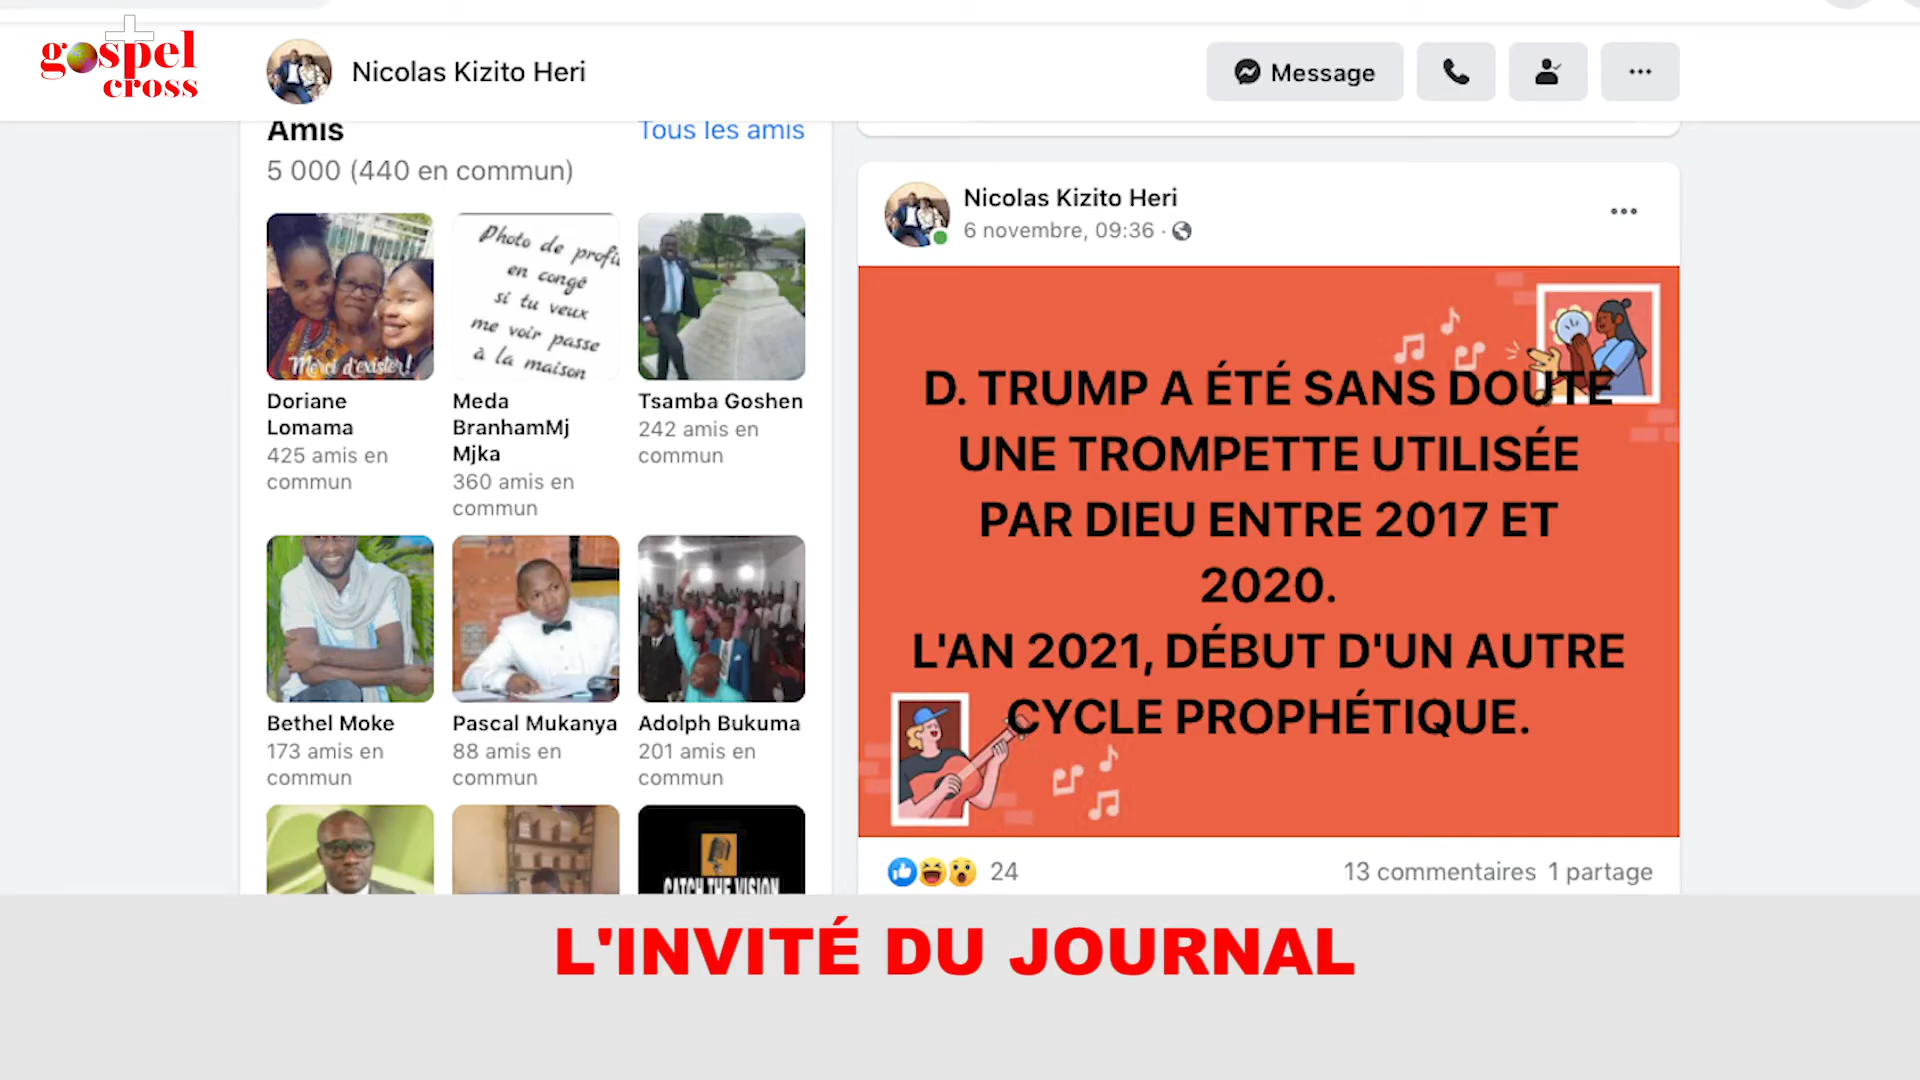 gospel
cross
Nicolas Kizito Heri
Message
Amis
Tous les amis
5 000 (440 en commun)
Photo de profil
en congé
si tu veux
me voir passe
à la maison
Merci d'exister!
Doriane
Lomama
425 amis en
commun
Meda
BranhamMj
Mjka
360 amis en
commun
Tsamba Goshen
242 amis en
commun
Bethel Moke
173 amis en
commun
Pascal Mukanya
88 amis en
commun
Adolph Bukuma
201 amis en
commun
CATCH THE VISION
Nicolas Kizito Heri
6 novembre, 09:36
D. TRUMP A ÉTÉ SANS DOUTE
UNE TROMPETTE UTILISÉE
PAR DIEU ENTRE 2017 ET
2020.
L'AN 2021, DÉBUT D'UN AUTRE
CYCLE PROPHÉTIQUE.
24
13 commentaires 1 partage
L'INVITÉ DU JOURNAL